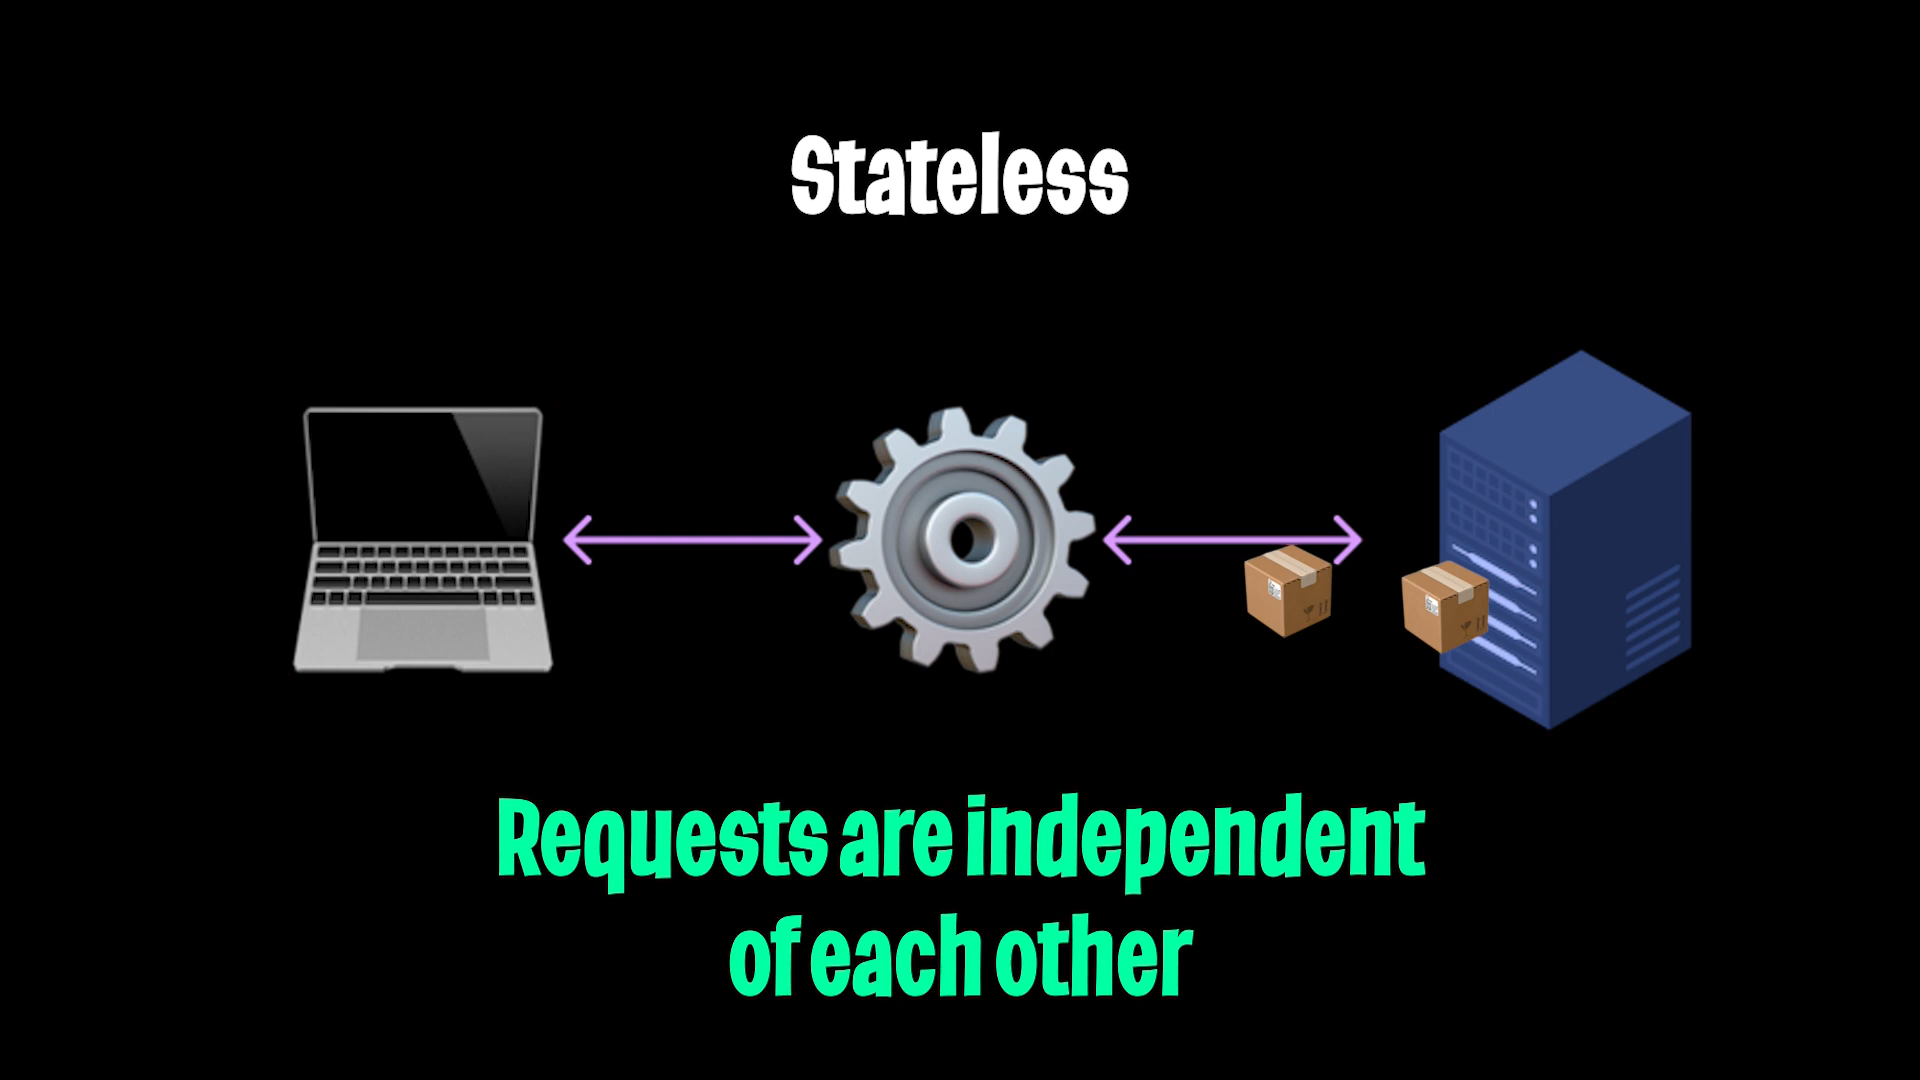 Stateless
Requests are independent
of each other